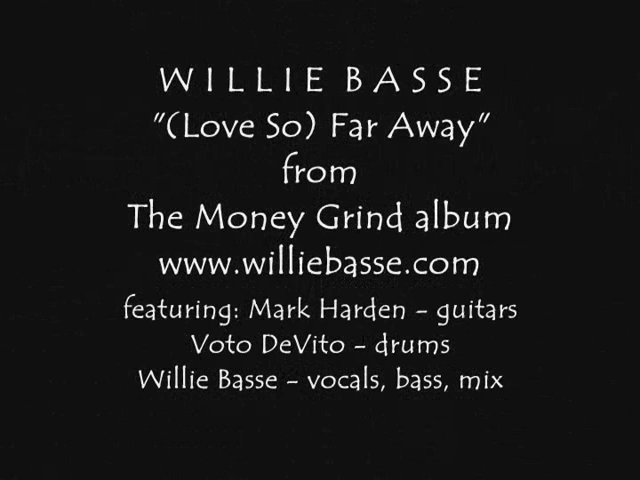 WILLIE BASSE
"(Love So) Far Away"
from
The Money Grind album
www.williebasse.com
featuring: Mark Harden - guitars
Voto DeVito - drums
Willie Basse - vocals, bass, mix